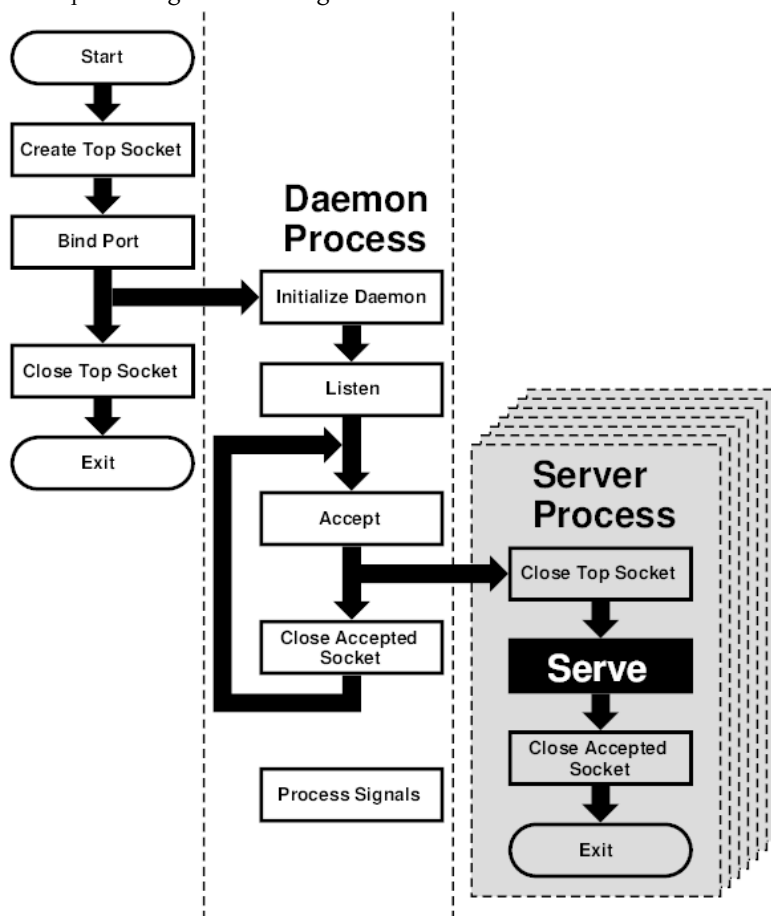 Start
Create Top Socket
Bind Port
Close Top Socket
Exit
Daemon
Process
Initialize Daemon
Listen
Accept
Close Accepted
Socket
Process Signals
Server
Process
Close Top Socket
Serve
Close Accepted
Socket
Exit